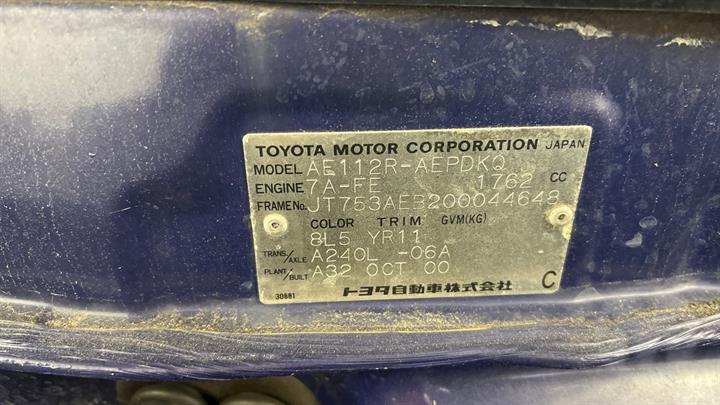 TOYOTA MOTOR CORPORATION JAPAN
MODEL AE112R-AEPDKQ
ENGINE 7A-FE 1762 CC
FRAME No. JT753AEB200044648
COLOR TRIM GVM(KG)
8L5 YR11
TRANS./AXLE A240L -06A
PLANT/BUILT A32 OCT 00
30881 トヨタ自動車株式会社 C